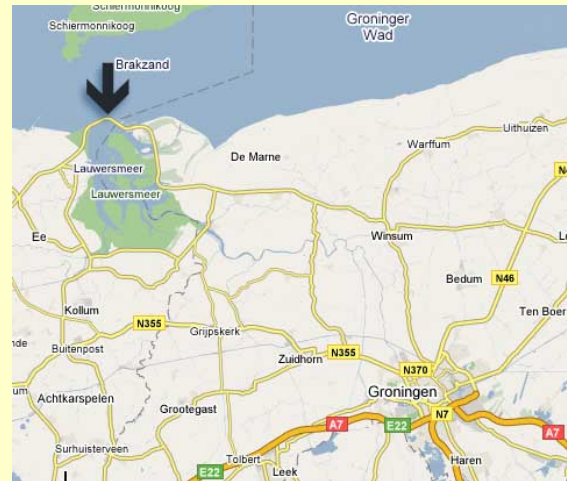 Schiermonnikoog
Schiermonnikoog
Groninger
Wad
Brakzand
Uithuizen
Warffum
De Marne
Lauwersmeer
Lauwersmeer
Ee
Winsum
Bedum
N46
Kollum
N355
Ten Boer
Grijpskerk
Buitenpost
Zuidhorn
N355
N370
Achtkarspelen
Groningen
Grootegast
N7
A7
E22
A7
Surhuisterveen
Tolbert
Haren
E22
Leek